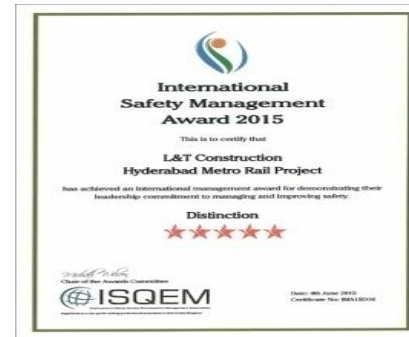 International
Safety Management
Award 2015
This is to certify that
L&T Construction
Hyderabad Metro Rail Project
has achieved an international management award for demonstrating their
leadership commitment to managing and improving safety.
Distinction
Chair of the Awards Committee
ISQEM
Date: 4th June 2015
Certificate No: